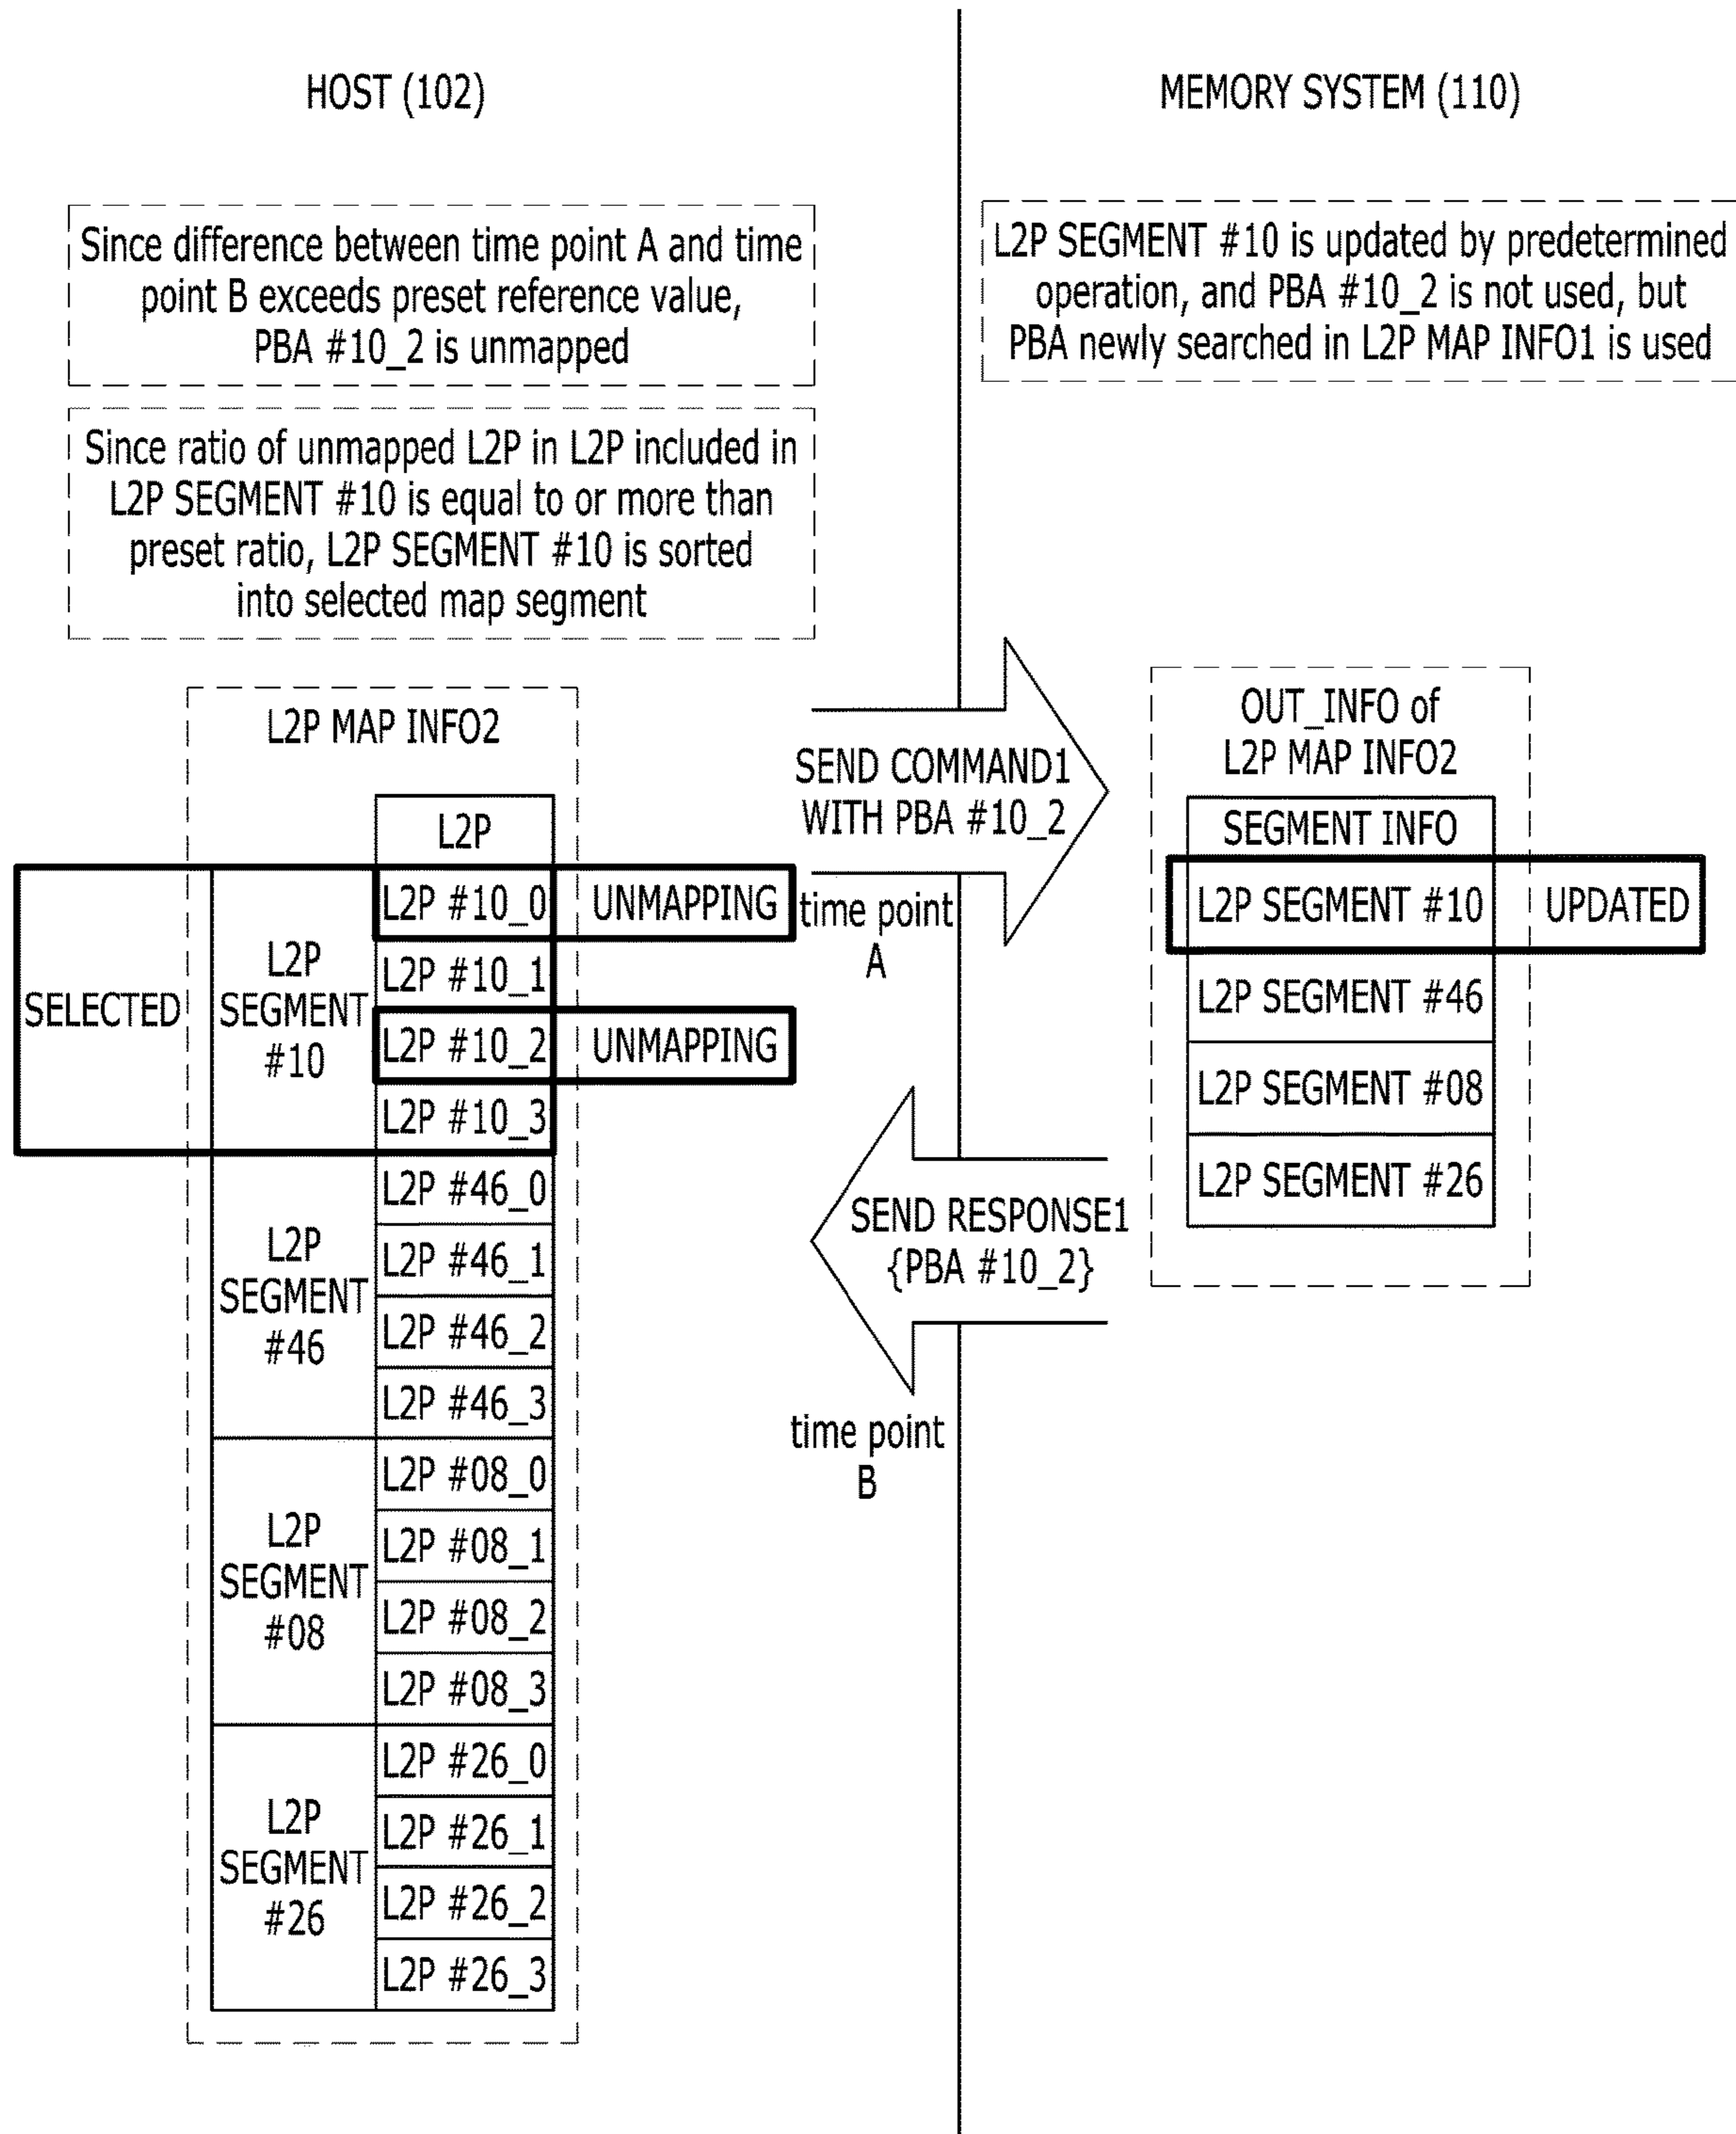 HOST (102)
MEMORY SYSTEM (110)
Since difference between time point A and time
point B exceeds preset reference value,
PBA #10_2 is unmapped
L2P SEGMENT #10 is updated by predetermined
operation, and PBA #10_2 is not used, but
PBA newly searched in L2P MAP INFO1 is used
Since ratio of unmapped L2P in L2P included in
L2P SEGMENT #10 is equal to or more than
preset ratio, L2P SEGMENT #10 is sorted
into selected map segment
L2P MAP INFO2
L2P
SELECTED
L2P
SEGMENT
#10
L2P #10_0
UNMAPPING
L2P #10_1
L2P #10_2
UNMAPPING
L2P #10_3
L2P
SEGMENT
#46
L2P #46_0
L2P #46_1
L2P #46_2
L2P #46_3
L2P
SEGMENT
#08
L2P #08_0
L2P #08_1
L2P #08_2
L2P #08_3
L2P
SEGMENT
#26
L2P #26_0
L2P #26_1
L2P #26_2
L2P #26_3
SEND COMMAND1
WITH PBA #10_2
time point
A
SEND RESPONSE1
{PBA #10_2}
time point
B
OUT_INFO of
L2P MAP INFO2
SEGMENT INFO
L2P SEGMENT #10
UPDATED
L2P SEGMENT #46
L2P SEGMENT #08
L2P SEGMENT #26